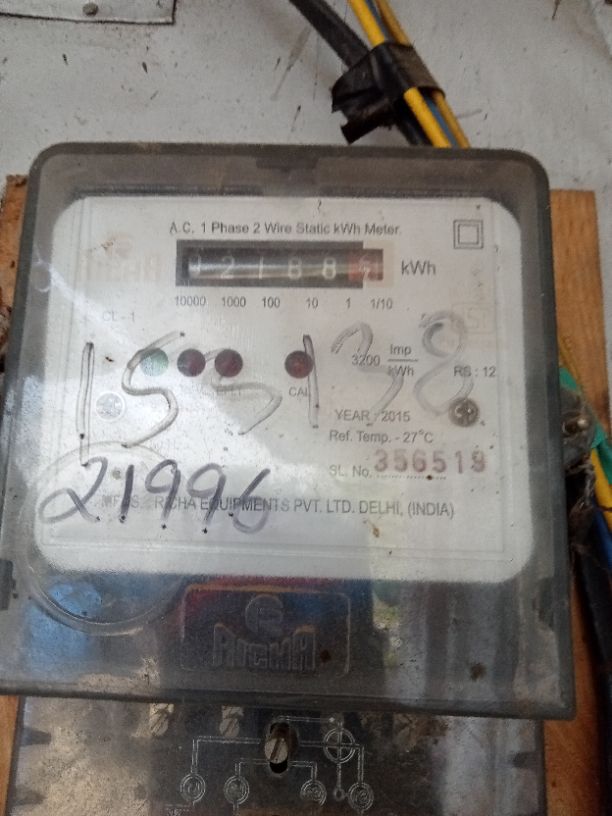 A.C. 1 Phase 2 Wire Static kWh Meter.
02188 kWh
10000 1000 100 10 1 1/10
CL - 1
3200 Imp/kWh RS : 12
CAL
YEAR : 2015
Ref. Temp. - 27°C
SL. No. 356519
21996
RICHA EQUIPMENTS PVT. LTD. DELHI, (INDIA)
RICHA